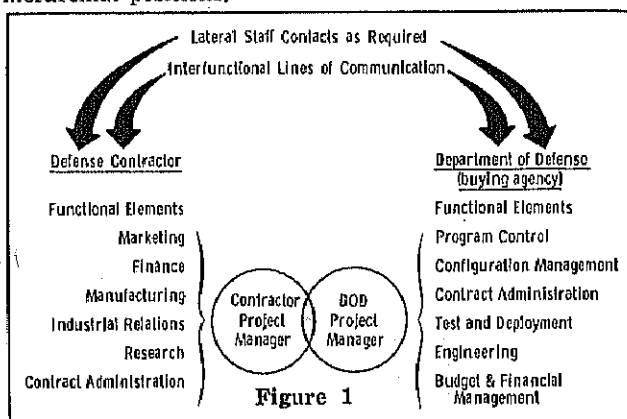 Lateral Staff Contacts as Required
Interfunctional Lines of Communication
Defense Contractor
Functional Elements
Marketing
Finance
Manufacturing
Industrial Relations
Research
Contract Administration
Contractor
Project
Manager
DOD
Project
Manager
Department of Defense
(buying agency)
Functional Elements
Program Control
Configuration Management
Contract Administration
Test and Deployment
Engineering
Budget & Financial
Management
Figure 1